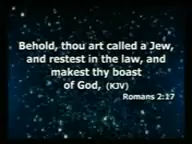 Behold, thou art called a Jew,
and restest in the law, and
makest thy boast
of God, (KJV)
Romans 2:17